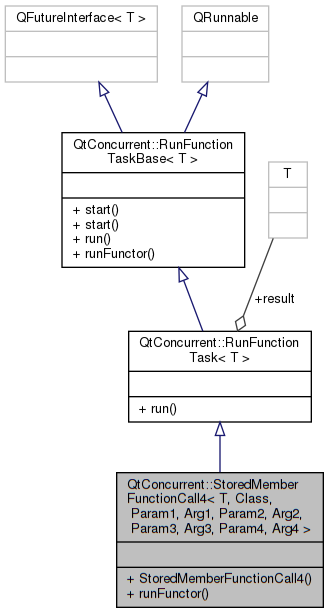 QFutureInterface< T >
QRunnable
QtConcurrent::RunFunction
TaskBase< T >
+ start()
+ start()
+ run()
+ runFunctor()
T
+result
QtConcurrent::RunFunction
Task< T >
+ run()
QtConcurrent::StoredMember
FunctionCall4< T, Class,
Param1, Arg1, Param2, Arg2,
Param3, Arg3, Param4, Arg4 >
+ StoredMemberFunctionCall4()
+ runFunctor()